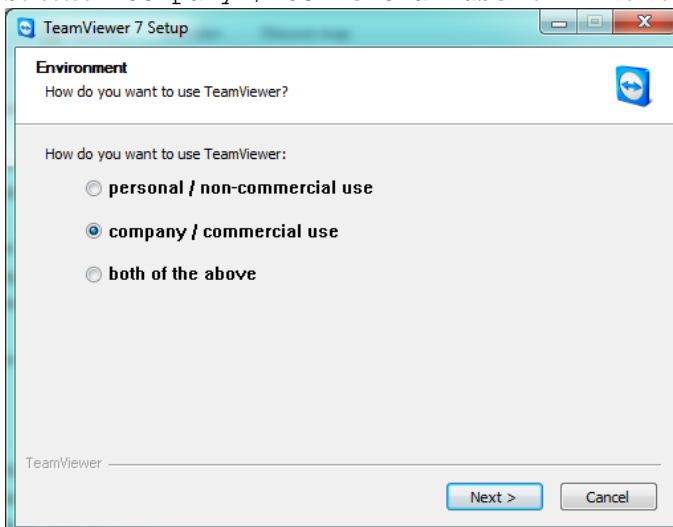 TeamViewer 7 Setup
Environment
How do you want to use TeamViewer?
How do you want to use TeamViewer:
personal / non-commercial use
company / commercial use
both of the above
TeamViewer
Next >
Cancel